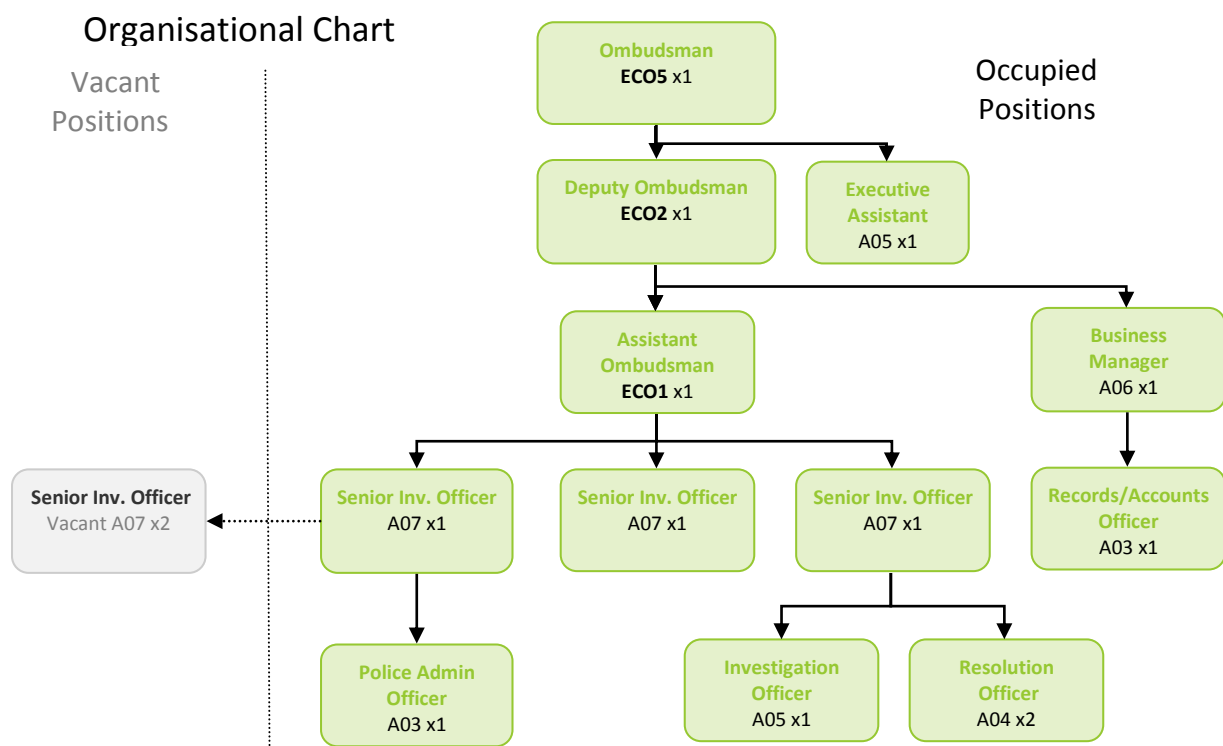 Organisational Chart
Vacant
Positions
Occupied
Positions
Ombudsman
ECO5 x1
Deputy Ombudsman
ECO2 x1
Executive
Assistant
A05 x1
Assistant
Ombudsman
ECO1 x1
Business
Manager
A06 x1
Senior Inv. Officer
Vacant A07 x2
Senior Inv. Officer
A07 x1
Senior Inv. Officer
A07 x1
Senior Inv. Officer
A07 x1
Records/Accounts
Officer
A03 x1
Police Admin
Officer
A03 x1
Investigation
Officer
A05 x1
Resolution
Officer
A04 x2